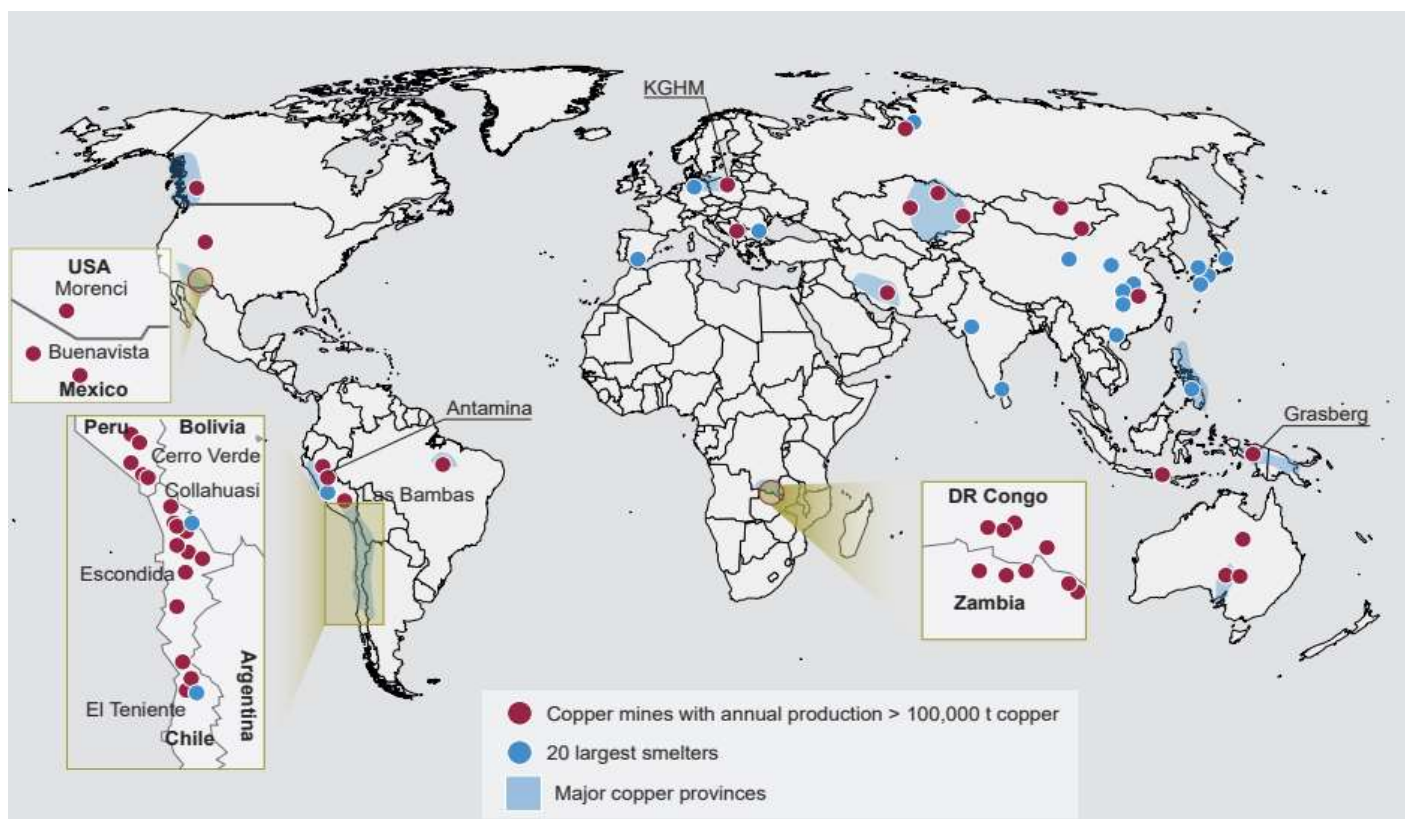 KGHM
USA
Morenci
Buenavista
Mexico
Antamina
Grasberg
Peru
Bolivia
Cerro Verde
Collahuasi
Las Bambas
DR Congo
Escondida
Zambia
Argentina
El Teniente
Chile
Copper mines with annual production > 100,000 t copper
20 largest smelters
Major copper provinces